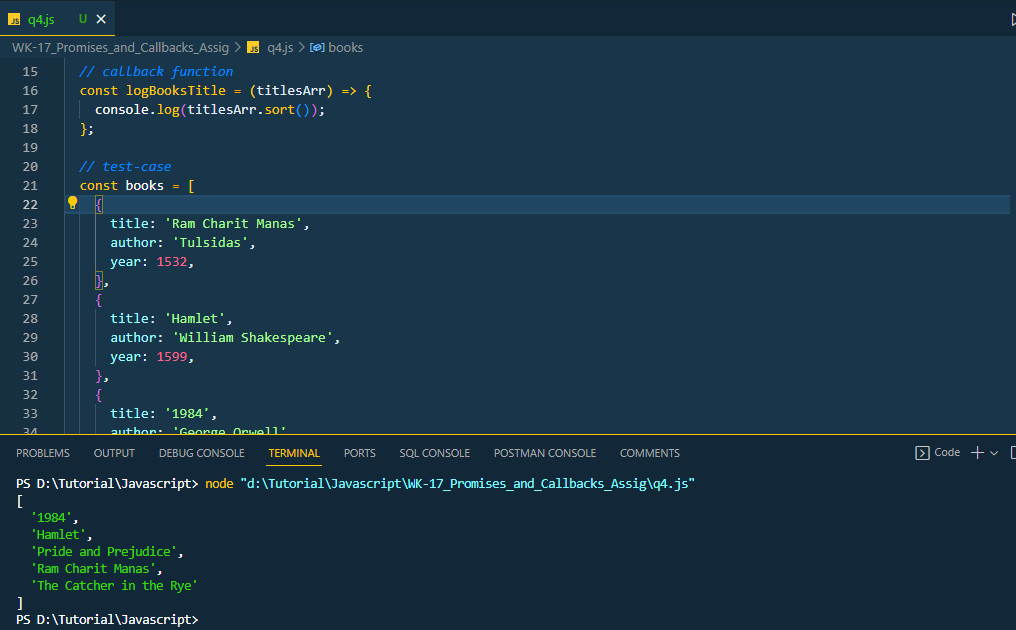 JS q4.js U ×
WK-17_Promises_and_Callbacks_Assig > JS q4.js > books
15 // callback function
16 const logBooksTitle = (titlesArr) => {
17 console.log(titlesArr.sort());
18 };
19
20 // test-case
21 const books = [
22 {
23 title: 'Ram Charit Manas',
24 author: 'Tulsidas',
25 year: 1532,
26 },
27 {
28 title: 'Hamlet',
29 author: 'William Shakespeare',
30 year: 1599,
31 },
32 {
33 title: '1984',
34 author: 'George Orwell',
PROBLEMS OUTPUT DEBUG CONSOLE TERMINAL PORTS SQL CONSOLE POSTMAN CONSOLE COMMENTS Code
PS D:\Tutorial\Javascript> node "d:\Tutorial\Javascript\WK-17_Promises_and_Callbacks_Assig\q4.js"
[
'1984',
'Hamlet',
'Pride and Prejudice',
'Ram Charit Manas',
'The Catcher in the Rye'
]
PS D:\Tutorial\Javascript>